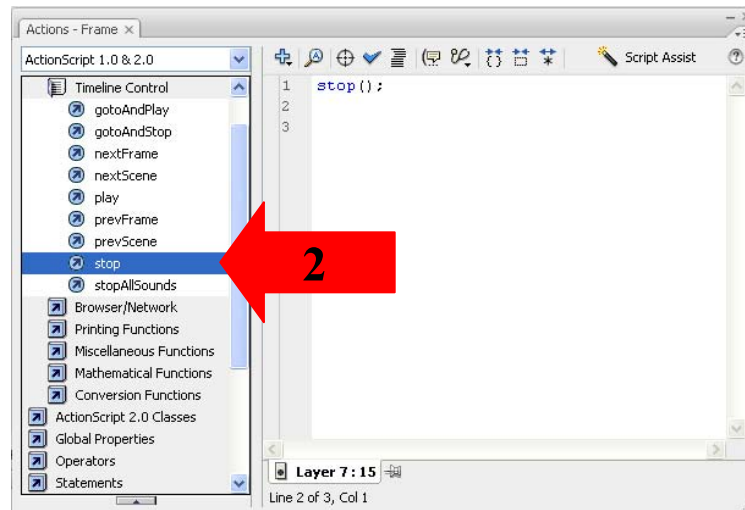 Actions - Frame
ActionScript 1.0 & 2.0
Script Assist
Timeline Control
gotoAndPlay
gotoAndStop
nextFrame
nextScene
play
prevFrame
prevScene
stop
stopAllSounds
Browser/Network
Printing Functions
Miscellaneous Functions
Mathematical Functions
Conversion Functions
ActionScript 2.0 Classes
Global Properties
Operators
Statements
1 stop();
2
3
2
Layer 7 : 15
Line 2 of 3, Col 1